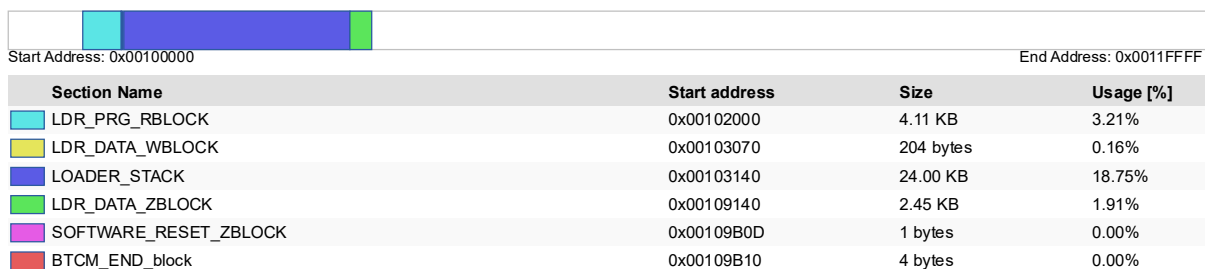 Start Address: 0x00100000 End Address: 0x0011FFFF
Section Name Start address Size Usage [%]
LDR_PRG_RBLOCK 0x00102000 4.11 KB 3.21%
LDR_DATA_WBLOCK 0x00103070 204 bytes 0.16%
LOADER_STACK 0x00103140 24.00 KB 18.75%
LDR_DATA_ZBLOCK 0x00109140 2.45 KB 1.91%
SOFTWARE_RESET_ZBLOCK 0x00109B0D 1 bytes 0.00%
BTCM_END_block 0x00109B10 4 bytes 0.00%